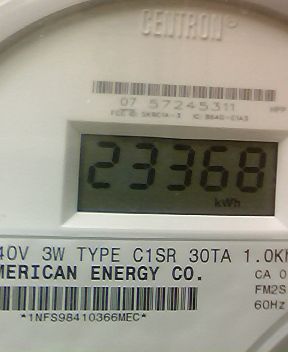 CENTRON
07 57245311
23368
kWh
40V 3W TYPE C1SR 30TA 1.0K
MERICAN ENERGY CO.
CA 0
FM2S
60Hz
*1NFS98410366MEC*